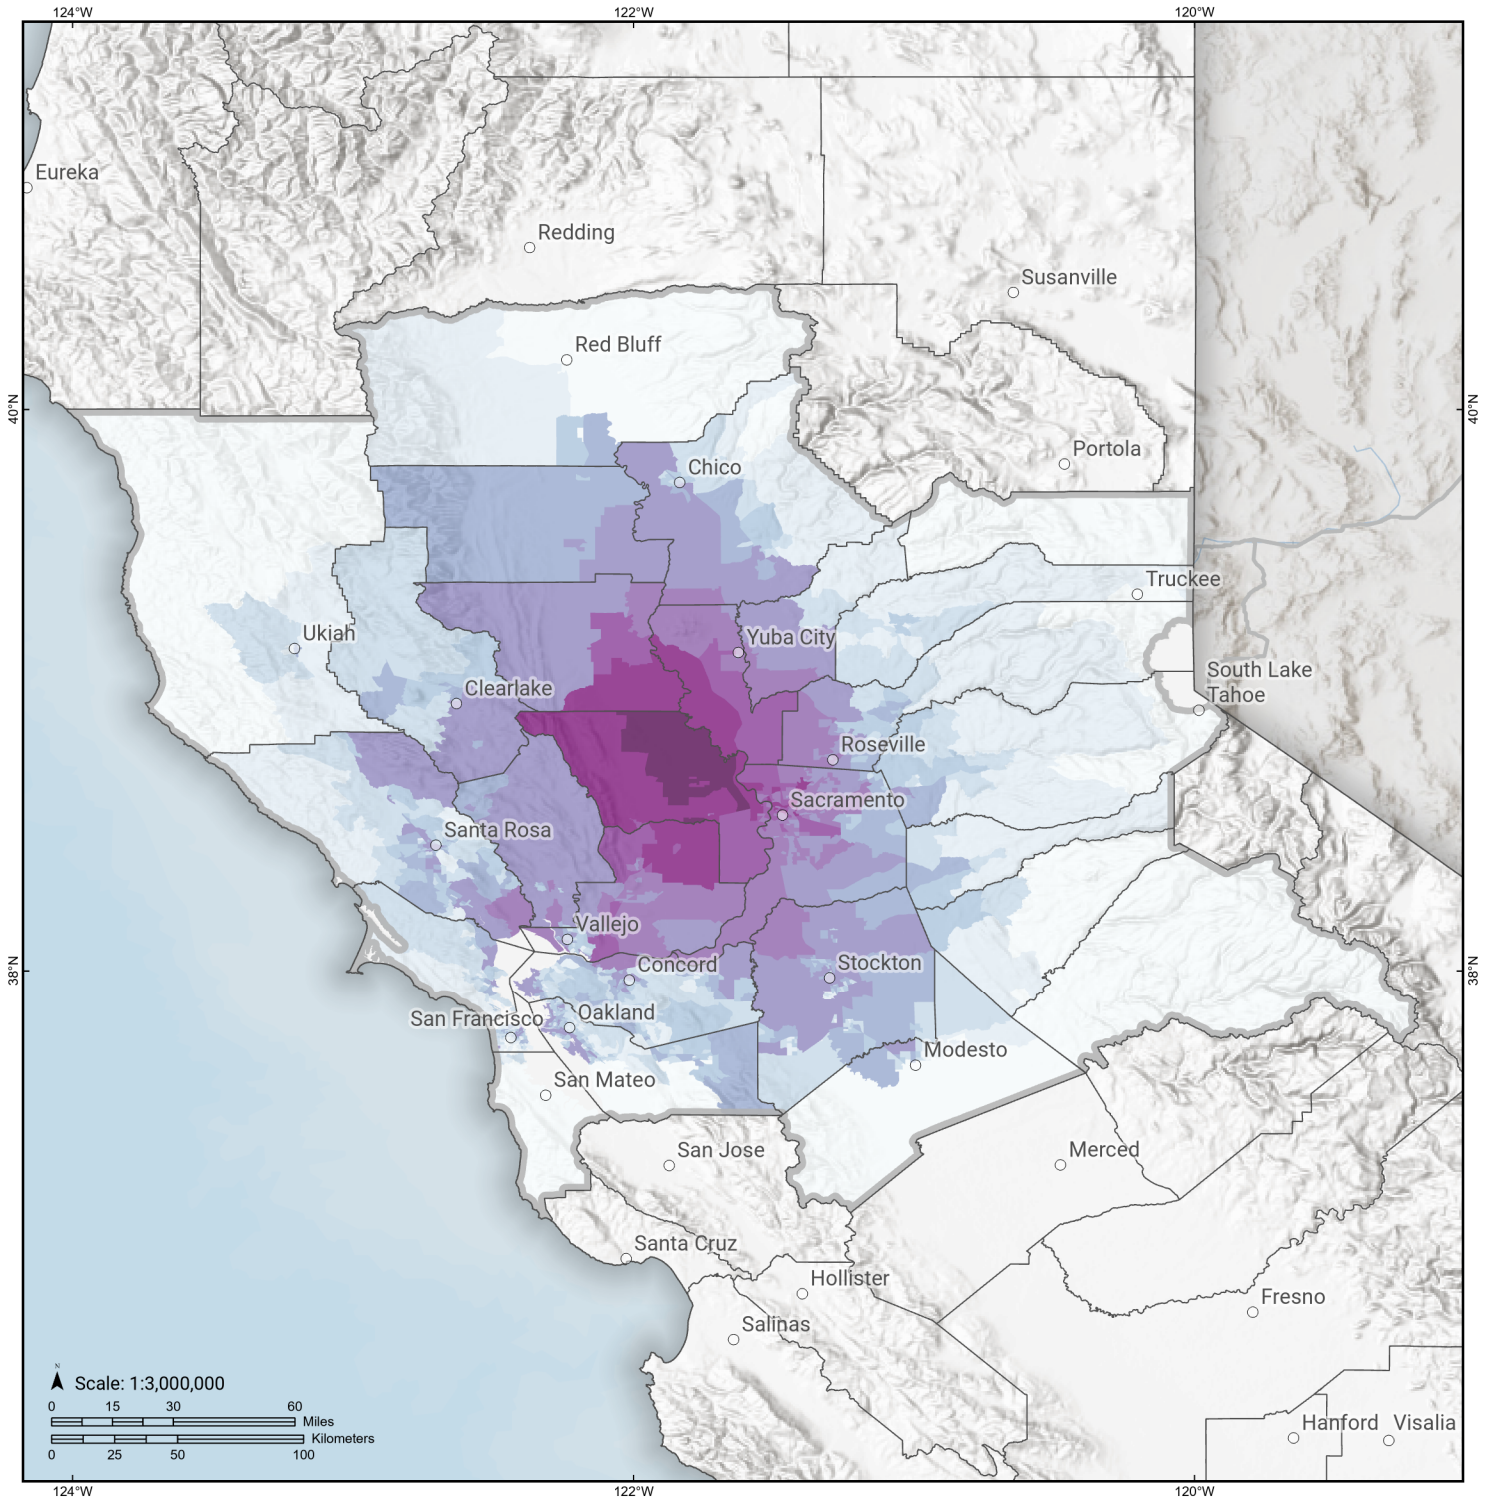 124°W 122°W 120°W
Eureka
Redding
Susanville
Red Bluff
40°N 40°N
Portola
Chico
Truckee
Ukiah
Yuba City
South Lake
Tahoe
Clearlake
Roseville
Sacramento
Santa Rosa
Vallejo
Concord
Stockton
38°N 38°N
San Francisco
Oakland
Modesto
San Mateo
San Jose
Merced
Santa Cruz
Hollister
Fresno
Salinas
N
Scale: 1:3,000,000
0 15 30 60
Miles
Kilometers
0 25 50 100
Hanford Visalia
124°W 122°W 120°W